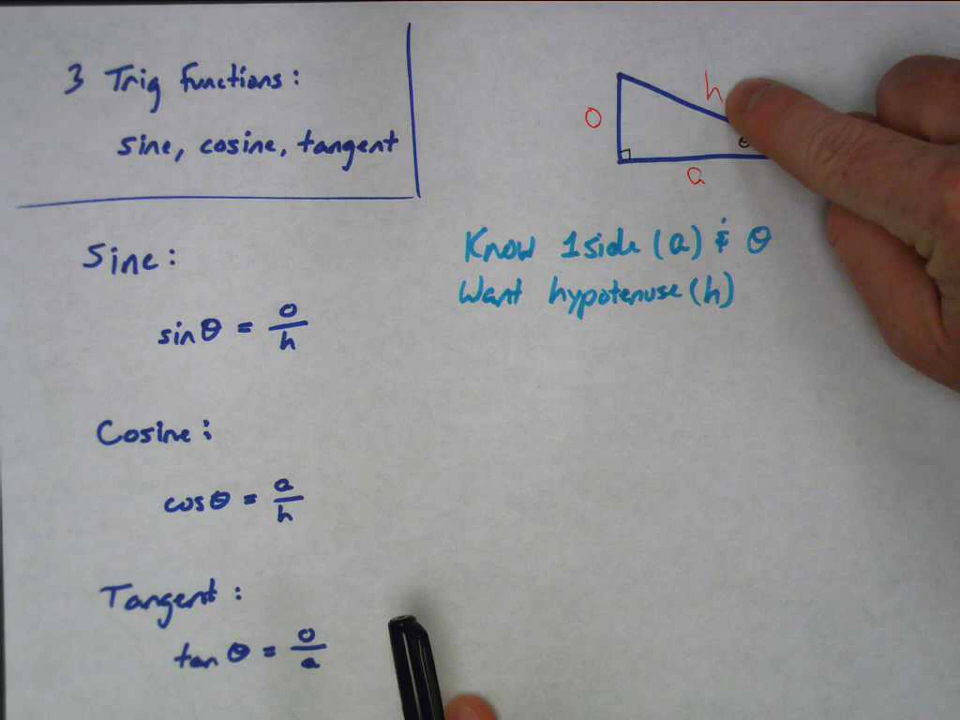 3 Trig functions:
sine, cosine, tangent
Sine:
sin θ = o/h
Cosine:
cos θ = a/h
Tangent:
tan θ = o/a
h
o
θ
a
Know 1 side (a) & θ
Want hypotenuse (h)